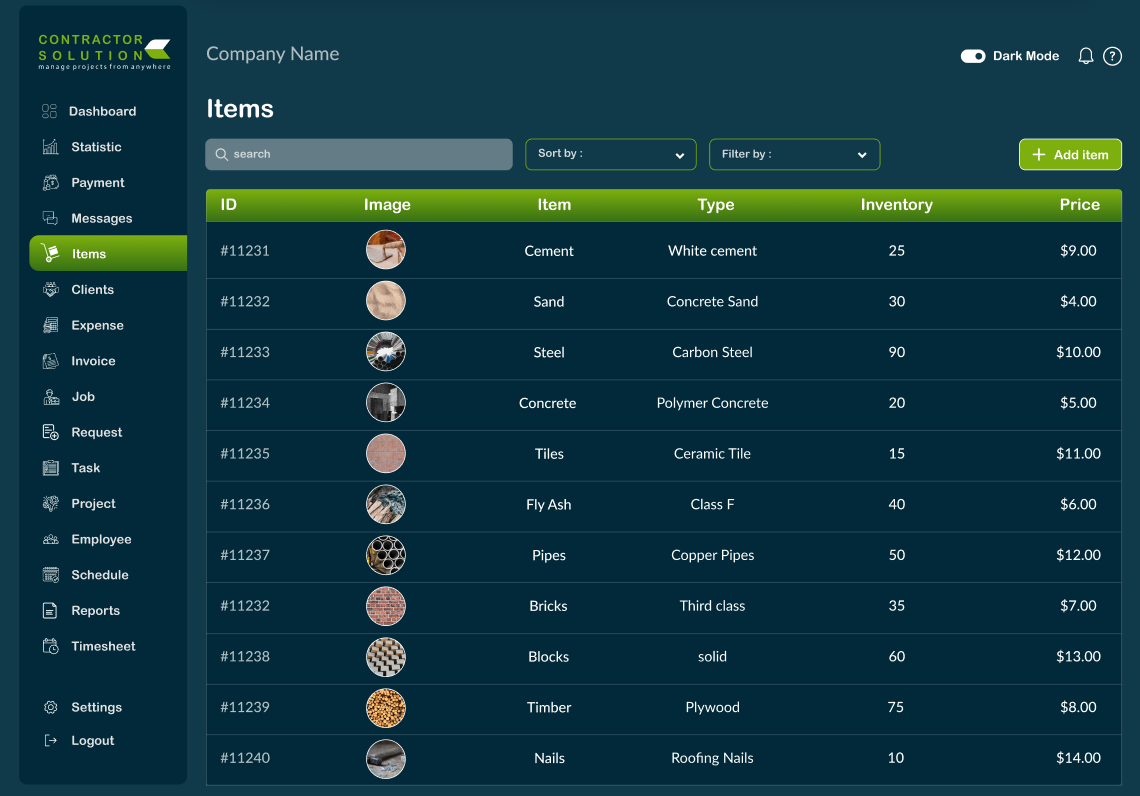 CONTRACTOR
SOLUTION
manage projects from anywhere
Company Name
Dark Mode
?
Dashboard
Statistic
Payment
Messages
Items
Clients
Expense
Invoice
Job
Request
Task
Project
Employee
Schedule
Reports
Timesheet
Settings
Logout
Items
search
Sort by :
Filter by :
+ Add item
ID Image Item Type Inventory Price
#11231 Cement White cement 25 $9.00
#11232 Sand Concrete Sand 30 $4.00
#11233 Steel Carbon Steel 90 $10.00
#11234 Concrete Polymer Concrete 20 $5.00
#11235 Tiles Ceramic Tile 15 $11.00
#11236 Fly Ash Class F 40 $6.00
#11237 Pipes Copper Pipes 50 $12.00
#11232 Bricks Third class 35 $7.00
#11238 Blocks solid 60 $13.00
#11239 Timber Plywood 75 $8.00
#11240 Nails Roofing Nails 10 $14.00